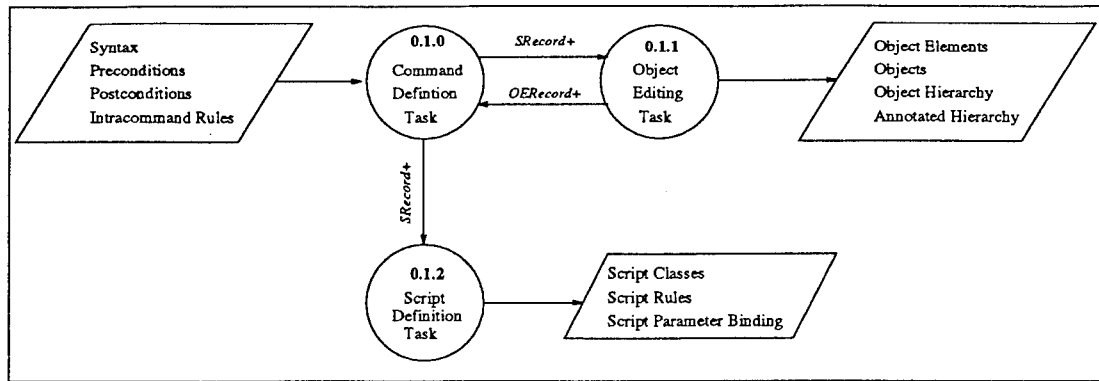 Syntax
Preconditions
Postconditions
Intracommand Rules
0.1.0
Command
Defintion
Task
SRecord+
OERecord+
0.1.1
Object
Editing
Task
Object Elements
Objects
Object Hierarchy
Annotated Hierarchy
SRecord+
0.1.2
Script
Definition
Task
Script Classes
Script Rules
Script Parameter Binding